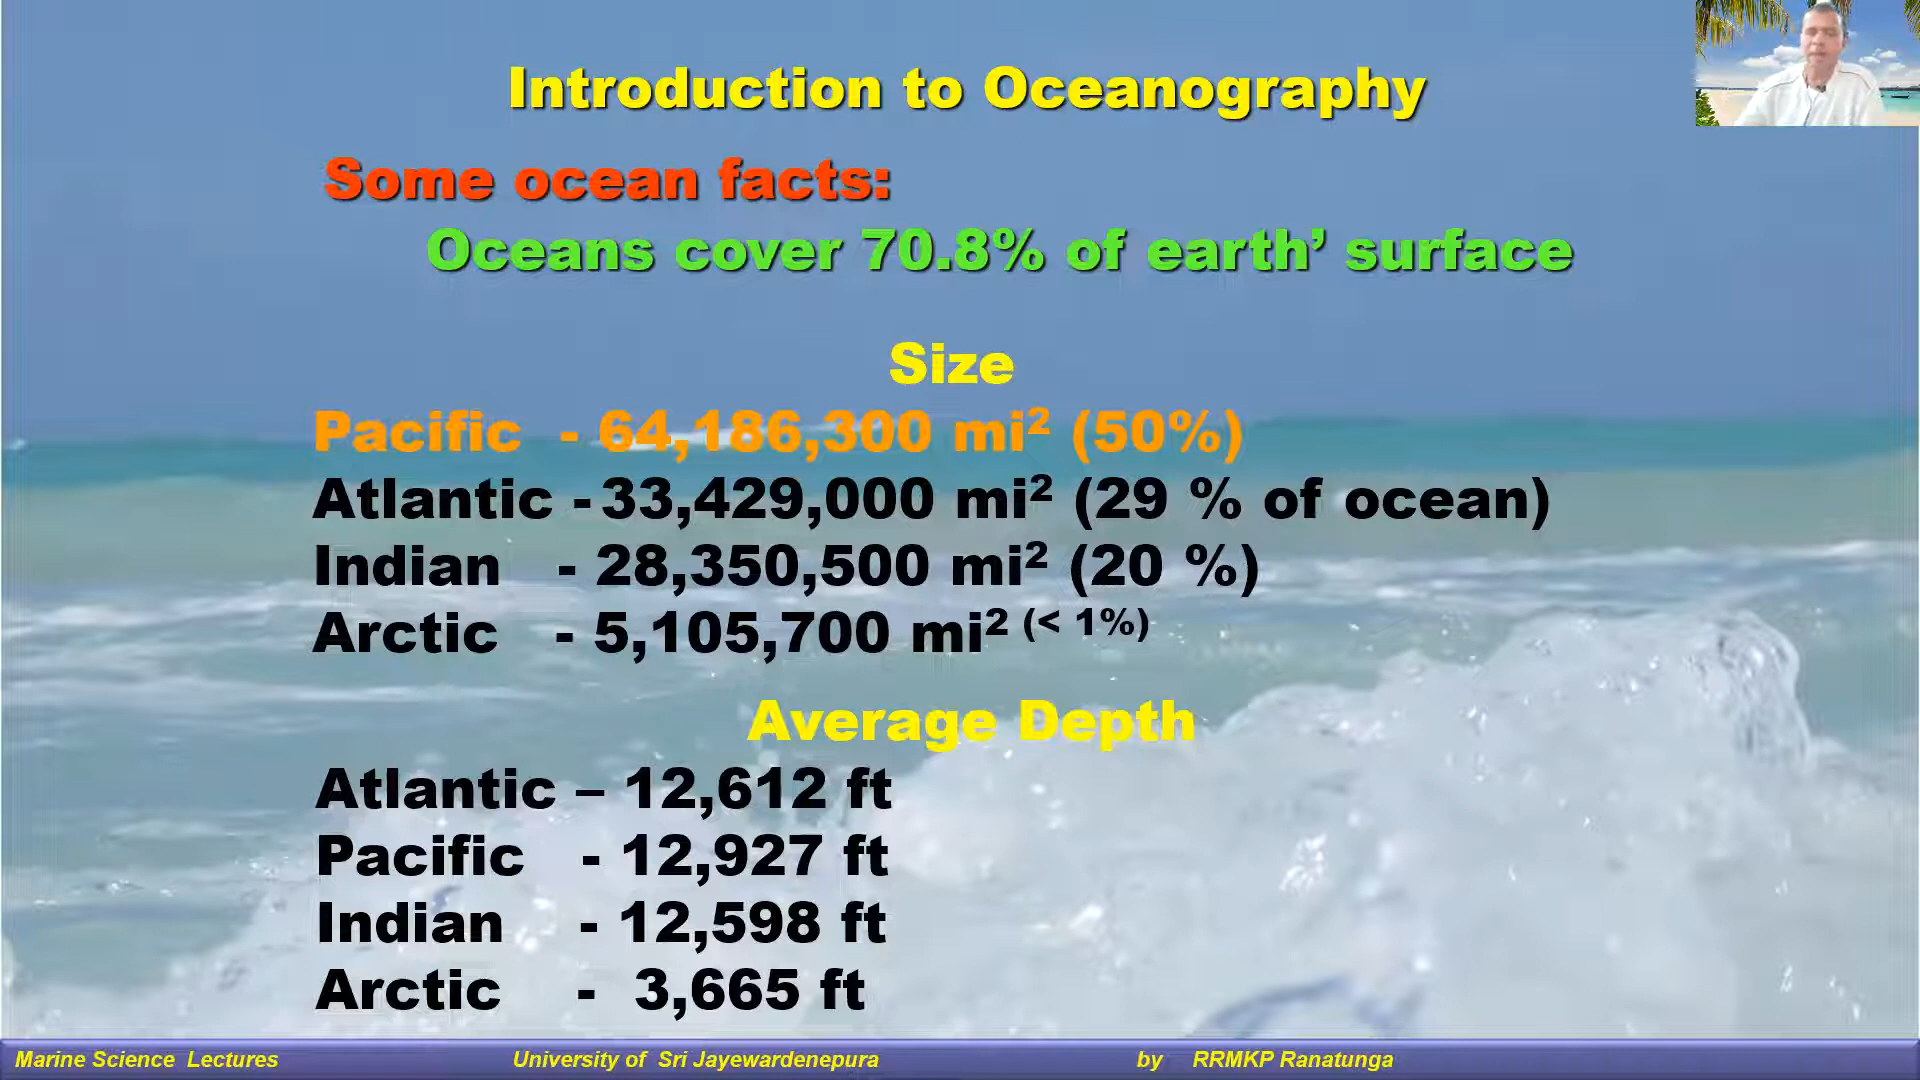 Introduction to Oceanography
Some ocean facts:
Oceans cover 70.8% of earth’ surface
Size
Pacific - 64,186,300 mi² (50%)
Atlantic - 33,429,000 mi² (29 % of ocean)
Indian - 28,350,500 mi² (20 %)
Arctic - 5,105,700 mi² (< 1%)
Average Depth
Atlantic – 12,612 ft
Pacific - 12,927 ft
Indian - 12,598 ft
Arctic - 3,665 ft
Marine Science Lectures University of Sri Jayewardenepura by RRMKP Ranatunga